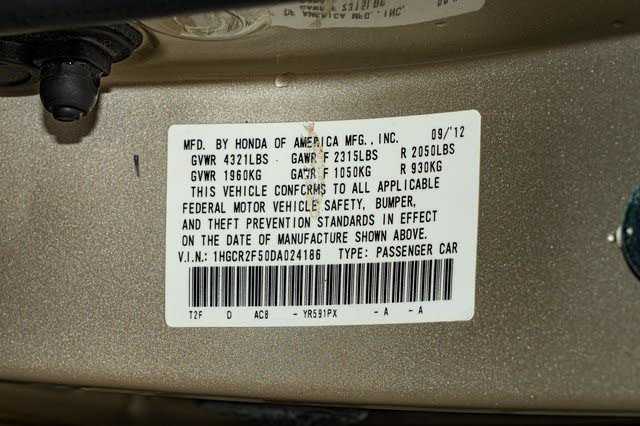 MFD. BY HONDA OF AMERICA MFG., INC. 09/'12
GVWR 4321LBS GAWR F 2315LBS R 2050LBS
GVWR 1960KG GAWR F 1050KG R 930KG
THIS VEHICLE CONFORMS TO ALL APPLICABLE
FEDERAL MOTOR VEHICLE SAFETY, BUMPER,
AND THEFT PREVENTION STANDARDS IN EFFECT
ON THE DATE OF MANUFACTURE SHOWN ABOVE.
V.I.N.: 1HGCR2F50DA024186 TYPE: PASSENGER CAR
T2F D AC8 - YR591PX - A - A